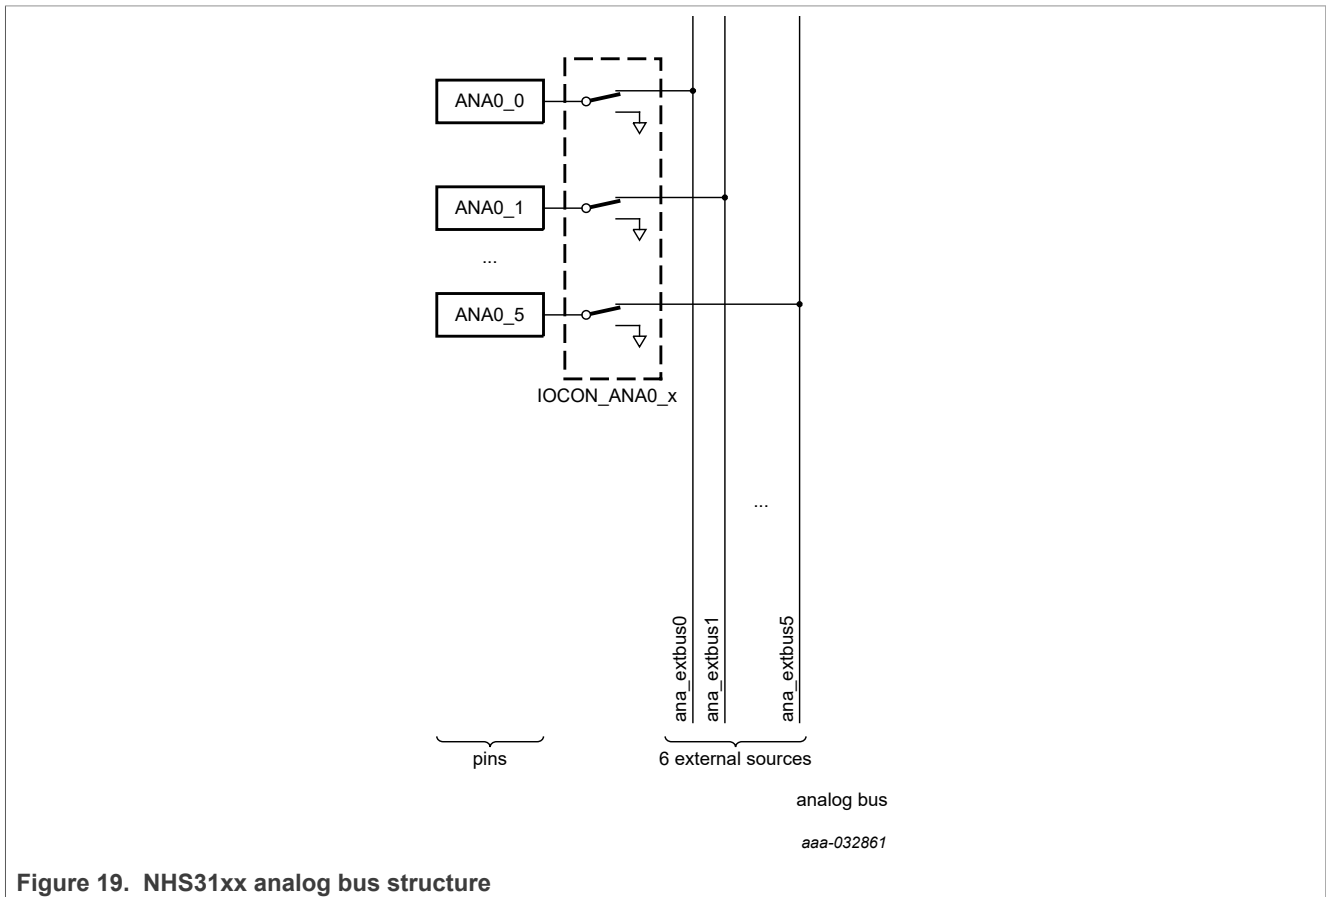 ANA0_0
ANA0_1
...
ANA0_5
IOCON_ANA0_x
...
ana_extbus0
ana_extbus1
ana_extbus5
pins
6 external sources
analog bus
aaa-032861
Figure 19. NHS31xx analog bus structure